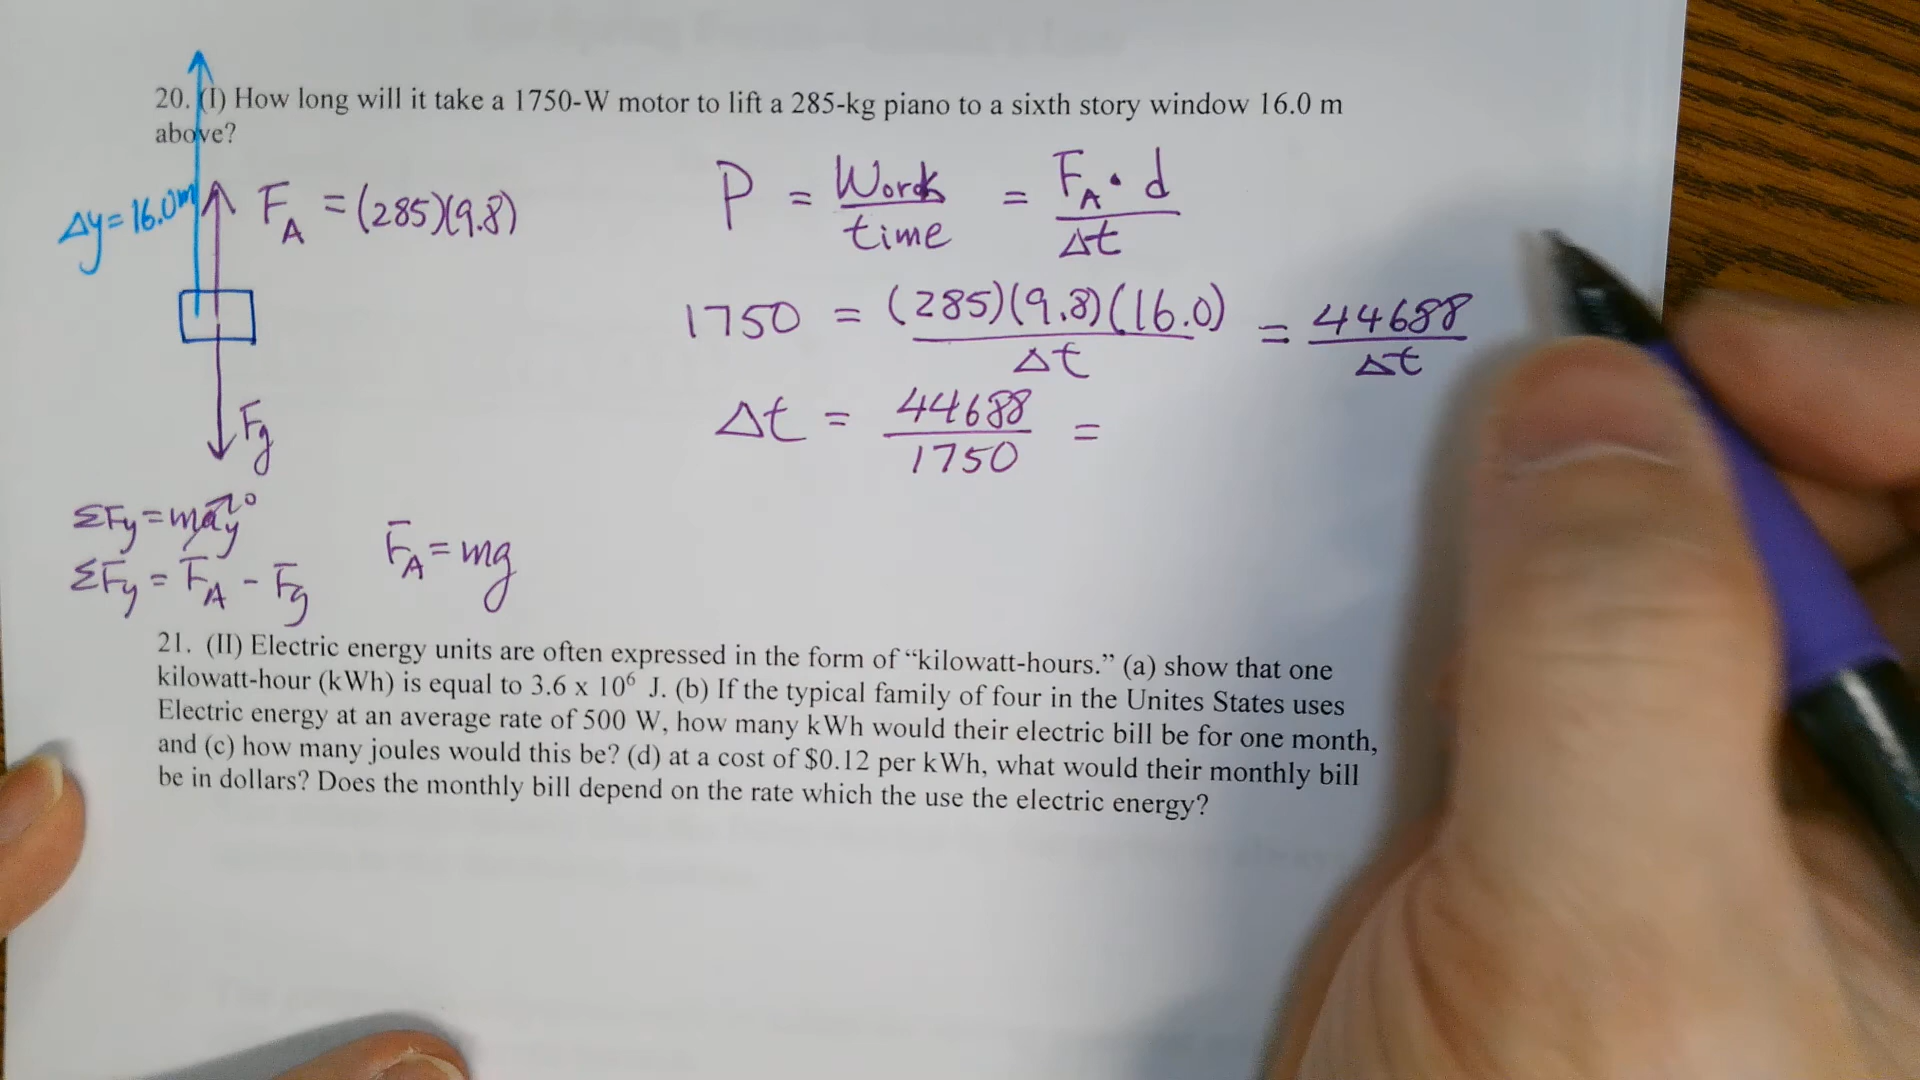 20. (I) How long will it take a 1750-W motor to lift a 285-kg piano to a sixth story window 16.0 m
above?
Δy = 16.0m
F_A = (285)(9.8)
P = Work/time = F_A • d/Δt
1750 = (285)(9.8)(16.0)/Δt = 44688/Δt
Δt = 44688/1750 =
Fg
ΣFy = may 0
ΣFy = F_A - Fg
F_A = mg
21. (II) Electric energy units are often expressed in the form of “kilowatt-hours.” (a) show that one
kilowatt-hour (kWh) is equal to 3.6 x 10⁶ J. (b) If the typical family of four in the Unites States uses
Electric energy at an average rate of 500 W, how many kWh would their electric bill be for one month,
and (c) how many joules would this be? (d) at a cost of $0.12 per kWh, what would their monthly bill
be in dollars? Does the monthly bill depend on the rate which the use the electric energy?